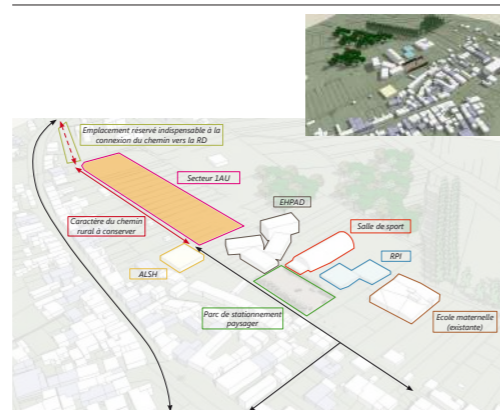 Emplacement réservé indispensable à la
connexion du chemin vers la RD
Secteur 1AU
EHPAD
Caractère du chemin
rural à conserver
Salle de sport
RPI
ALSH
Parc de stationnement
paysager
Ecole maternelle
(existante)